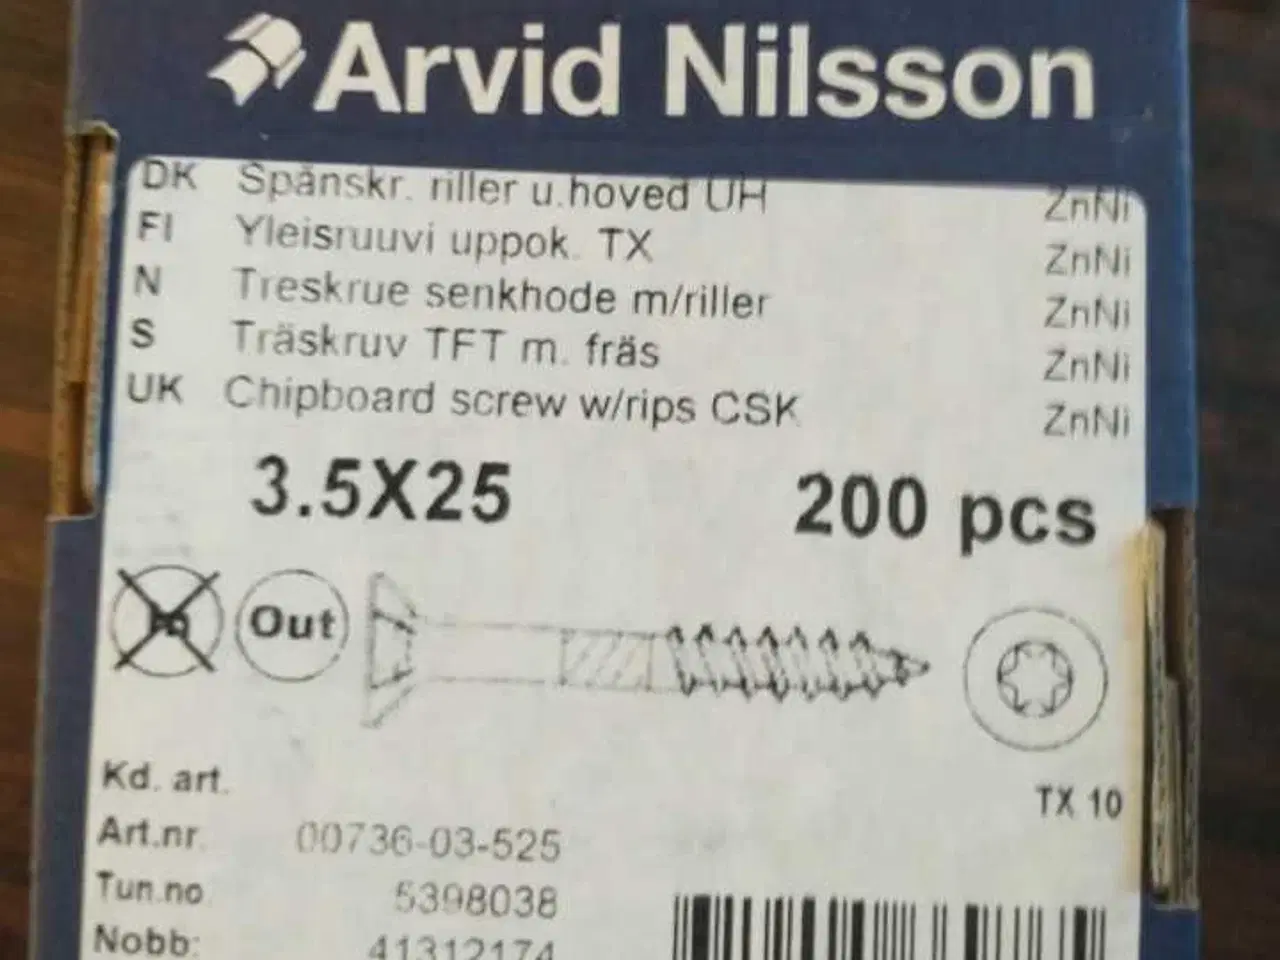 Arvid Nilsson
DK Spånskr. riller u.hoved UH ZnNi
FI Yleisruuvi uppok. TX ZnNi
N Treskrue senkhode m/riller ZnNi
S Träskruv TFT m. fräs ZnNi
UK Chipboard screw w/rips CSK ZnNi
3.5X25 200 pcs
Out
Kd. art.
TX 10
Art.nr. 00736-03-525
Tun.no 5398038
Nobb: 41312174